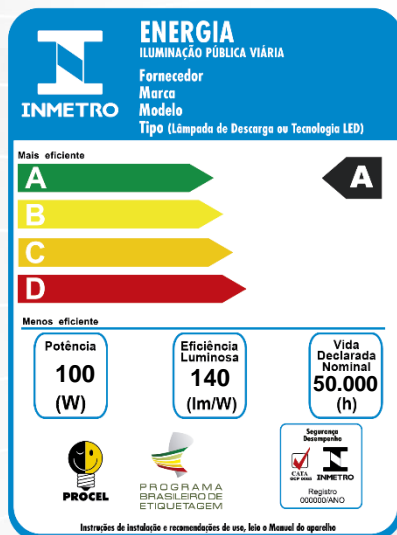 ENERGIA
ILUMINAÇÃO PÚBLICA VIÁRIA
INMETRO
Fornecedor
Marca
Modelo
Tipo (Lâmpada de Descarga ou Tecnologia LED)
Mais eficiente
A
A
B
C
D
Menos eficiente
Potência
100
(W)
Eficiência
Luminosa
140
(lm/W)
Vida
Declarada
Nominal
50.000
(h)
PROCEL
PROGRAMA
BRASILEIRO DE
ETIQUETAGEM
Segurança
Desempenho
INMETRO
Registro
000000/ANO
Instruções de instalação e recomendações de uso, leia o Manual do aparelho